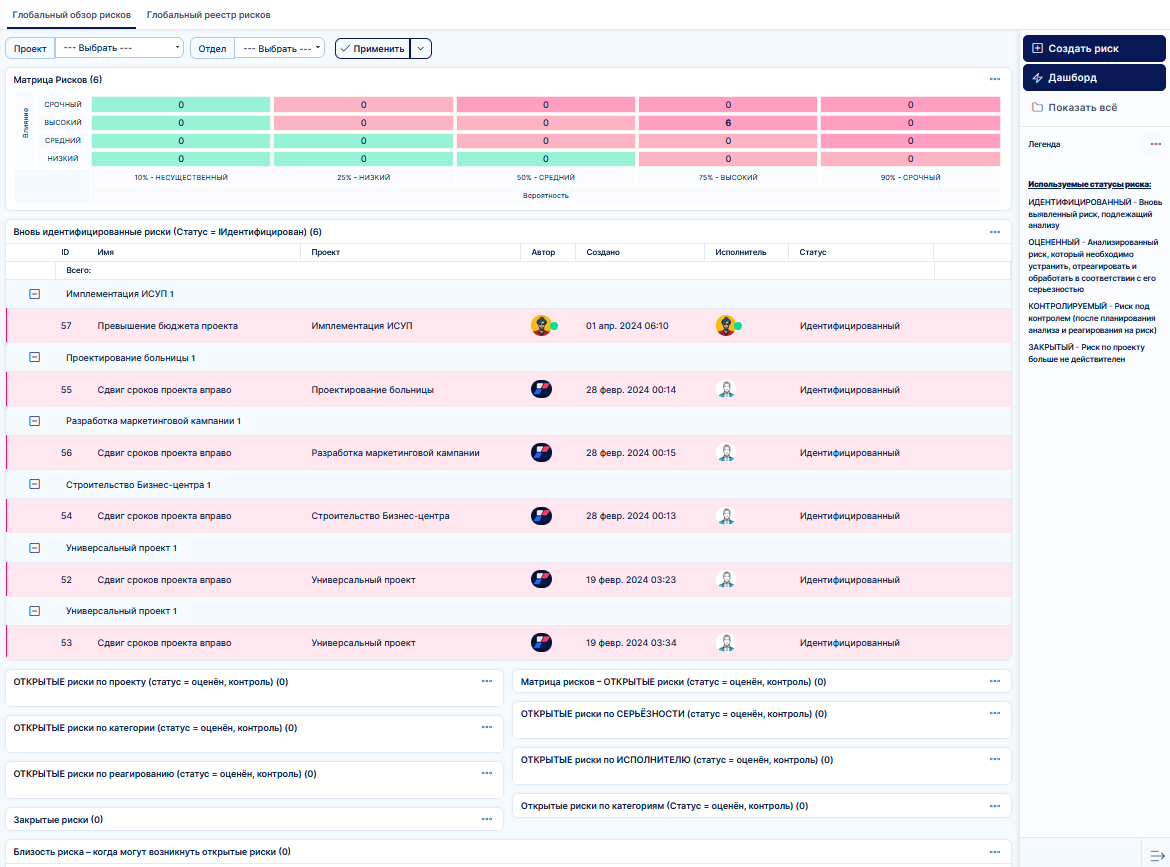 Глобальный обзор рисков Глобальный реестр рисков
Проект --- Выбрать --- Отдел --- Выбрать --- Применить
Матрица Рисков (6)
Влияние
СРОЧНЫЙ 0 0 0 0 0
ВЫСОКИЙ 0 0 0 6 0
СРЕДНИЙ 0 0 0 0 0
НИЗКИЙ 0 0 0 0 0
10% - НЕСУЩЕСТВЕННЫЙ 25% - НИЗКИЙ 50% - СРЕДНИЙ 75% - ВЫСОКИЙ 90% - СРОЧНЫЙ
Вероятность
Вновь идентифицированные риски (Статус = IИдентифицирован) (6)
ID Имя Проект Автор Создано Исполнитель Статус
Всего:
Имплементация ИСУП 1
57 Превышение бюджета проекта Имплементация ИСУП 01 апр. 2024 06:10 Идентифицированный
Проектирование больницы 1
55 Сдвиг сроков проекта вправо Проектирование больницы 28 февр. 2024 00:14 Идентифицированный
Разработка маркетинговой кампании 1
56 Сдвиг сроков проекта вправо Разработка маркетинговой кампании 28 февр. 2024 00:15 Идентифицированный
Строительство Бизнес-центра 1
54 Сдвиг сроков проекта вправо Строительство Бизнес-центра 28 февр. 2024 00:13 Идентифицированный
Универсальный проект 1
52 Сдвиг сроков проекта вправо Универсальный проект 19 февр. 2024 03:23 Идентифицированный
Универсальный проект 1
53 Сдвиг сроков проекта вправо Универсальный проект 19 февр. 2024 03:34 Идентифицированный
ОТКРЫТЫЕ риски по проекту (статус = оценён, контроль) (0)
ОТКРЫТЫЕ риски по категории (статус = оценён, контроль) (0)
ОТКРЫТЫЕ риски по реагированию (статус = оценён, контроль) (0)
Закрытые риски (0)
Матрица рисков – ОТКРЫТЫЕ риски (статус = оценён, контроль) (0)
ОТКРЫТЫЕ риски по СЕРЬЁЗНОСТИ (статус = оценён, контроль) (0)
ОТКРЫТЫЕ риски по ИСПОЛНИТЕЛЮ (статус = оценён, контроль) (0)
Открытые риски по категориям (Статус = оценён, контроль) (0)
Близость риска – когда могут возникнуть открытые риски (0)
Создать риск
Дашборд
Показать всё
Легенда
Используемые статусы риска:
ИДЕНТИФИЦИРОВАННЫЙ - Вновь
выявленный риск, подлежащий
анализу
ОЦЕНЕННЫЙ - Анализированный
риск, который необходимо
устранить, отреагировать и
обработать в соответствии с его
серьезностью
КОНТРОЛИРУЕМЫЙ - Риск под
контролем (после планирования
анализа и реагирования на риск)
ЗАКРЫТЫЙ - Риск по проекту
больше не действителен